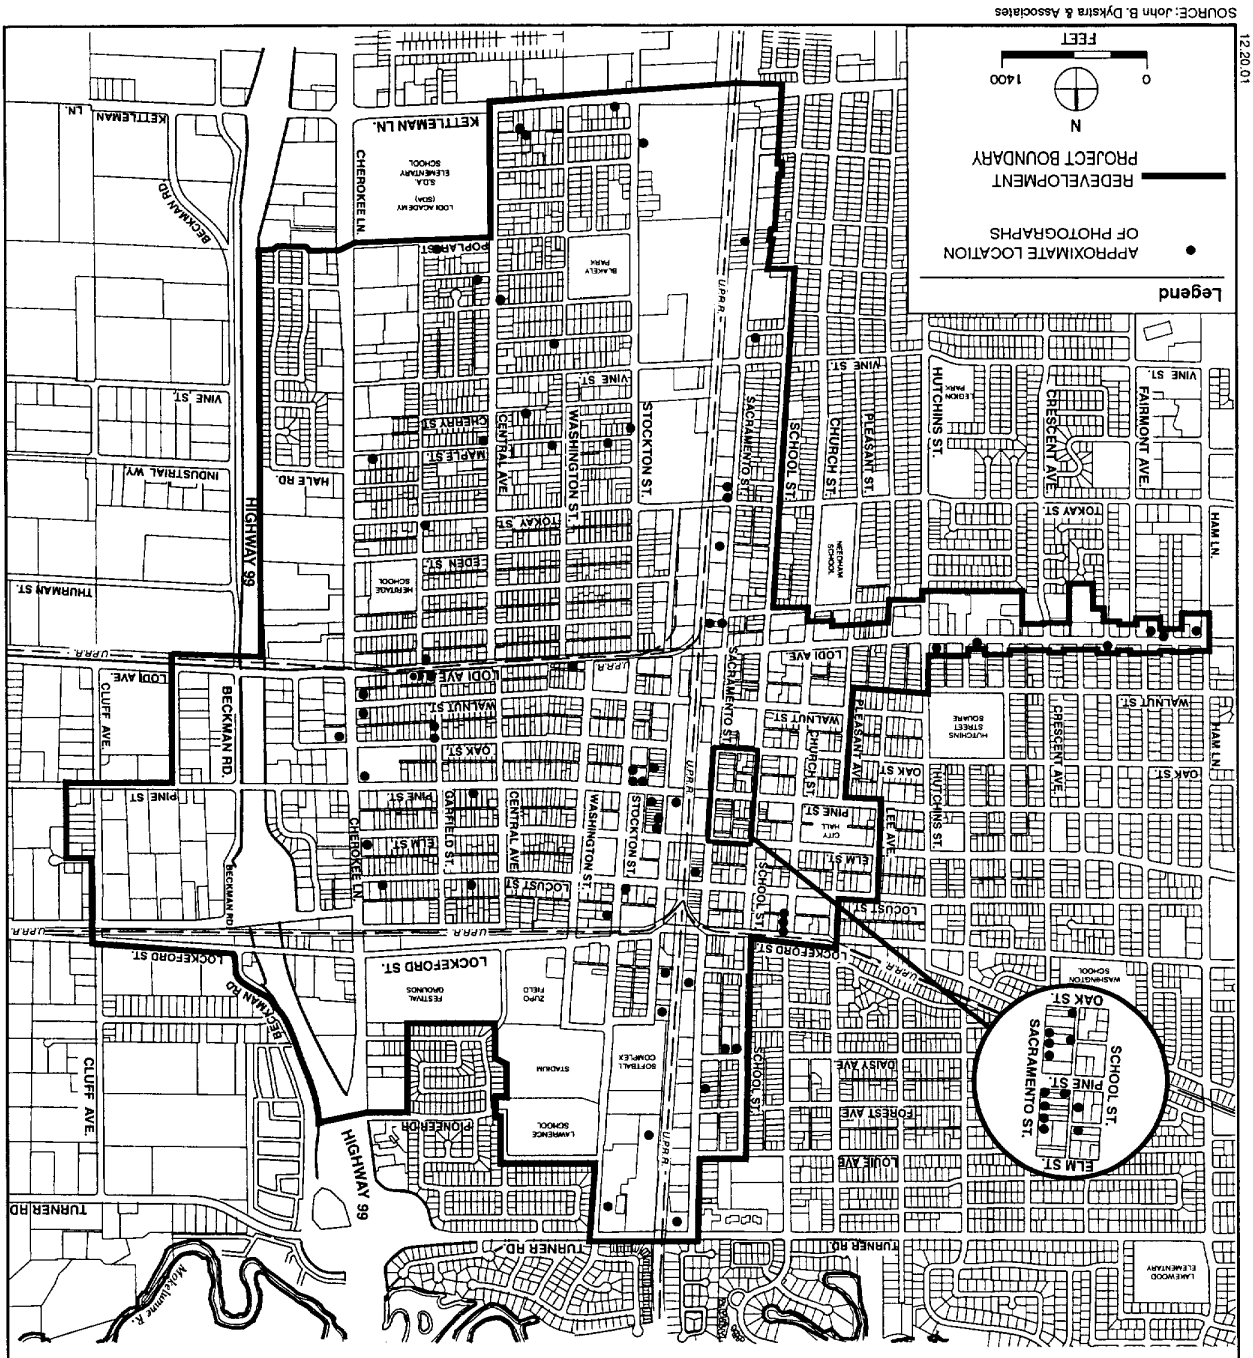 Mokelumne R.
LAKEWOOD
ELEMENTARY
TURNER RD.
TURNER RD.
TURNER RD
HIGHWAY 99
ELM ST.
SCHOOL ST.
PINE ST.
SACRAMENTO ST.
OAK ST.
LOUIE AVE
FOREST AVE
DAISY AVE
SCHOOL ST.
U.P.R.R.
LAWRENCE
SCHOOL
STADIUM
SOFTBALL
COMPLEX
PIONEER DR
CLUFF AVE.
BECKMAN RD
WASHINGTON
SCHOOL
U.P.R.R.
LOCKEFORD ST.
ZUPO
FIELD
FESTIVAL
GROUNDS
LOCKEFORD ST.
LOCKEFORD ST.
U.P.R.R.
U.P.R.R.
LOCUST ST.
SCHOOL ST.
LOCUST ST
BECKMAN RD
ELM ST.
ELM ST.
LEE AVE.
CITY
HALL
PINE ST.
PINE ST.
PINE ST
HUTCHINS ST.
CHURCH ST.
STOCKTON ST.
WASHINGTON ST.
CENTRAL AVE.
GARFIELD ST.
CHEROKEE LN.
OAK ST.
OAK ST.
OAK ST.
HAM LN.
CRESCENT AVE.
PLEASANT AVE.
SACRAMENTO ST.
U.P.R.R.
BECKMAN RD.
CLUFF AVE.
WALNUT ST.
WALNUT ST.
WALNUT ST.
HUTCHINS
STREET
SQUARE
LODI AVE.
LODI AVE.
LODI AVE.
U.P.R.R.
U.P.R.R.
THURMAN ST.
HAM LN.
TOKAY ST.
NEEDHAM
SCHOOL
EDEN ST.
HERITAGE
SCHOOL
TOKAY ST.
HIGHWAY 99
FAIRMONT AVE.
CRESCENT AVE.
HUTCHINS ST.
PLEASANT ST.
CHURCH ST.
SCHOOL ST.
SACRAMENTO ST.
STOCKTON ST.
WASHINGTON ST.
CENTRAL AVE.
MAPLE ST.
CHERRY ST.
HALE RD.
INDUSTRIAL WY.
LEGION
PARK
VINE ST.
VINE ST.
VINE ST.
VINE ST.
U.P.R.R.
BLAKELY
PARK
POPLAR ST.
CHEROKEE LN.
LODI ACADEMY
(SDA)
S.D.A.
ELEMENTARY
SCHOOL
BECKMAN RD.
KETTLEMAN LN.
KETTLEMAN
LN.
Legend
APPROXIMATE LOCATION
OF PHOTOGRAPHS
REDEVELOPMENT
PROJECT BOUNDARY
N
0
1400
FEET
12.20.01
SOURCE: John B. Dykstra & Associates